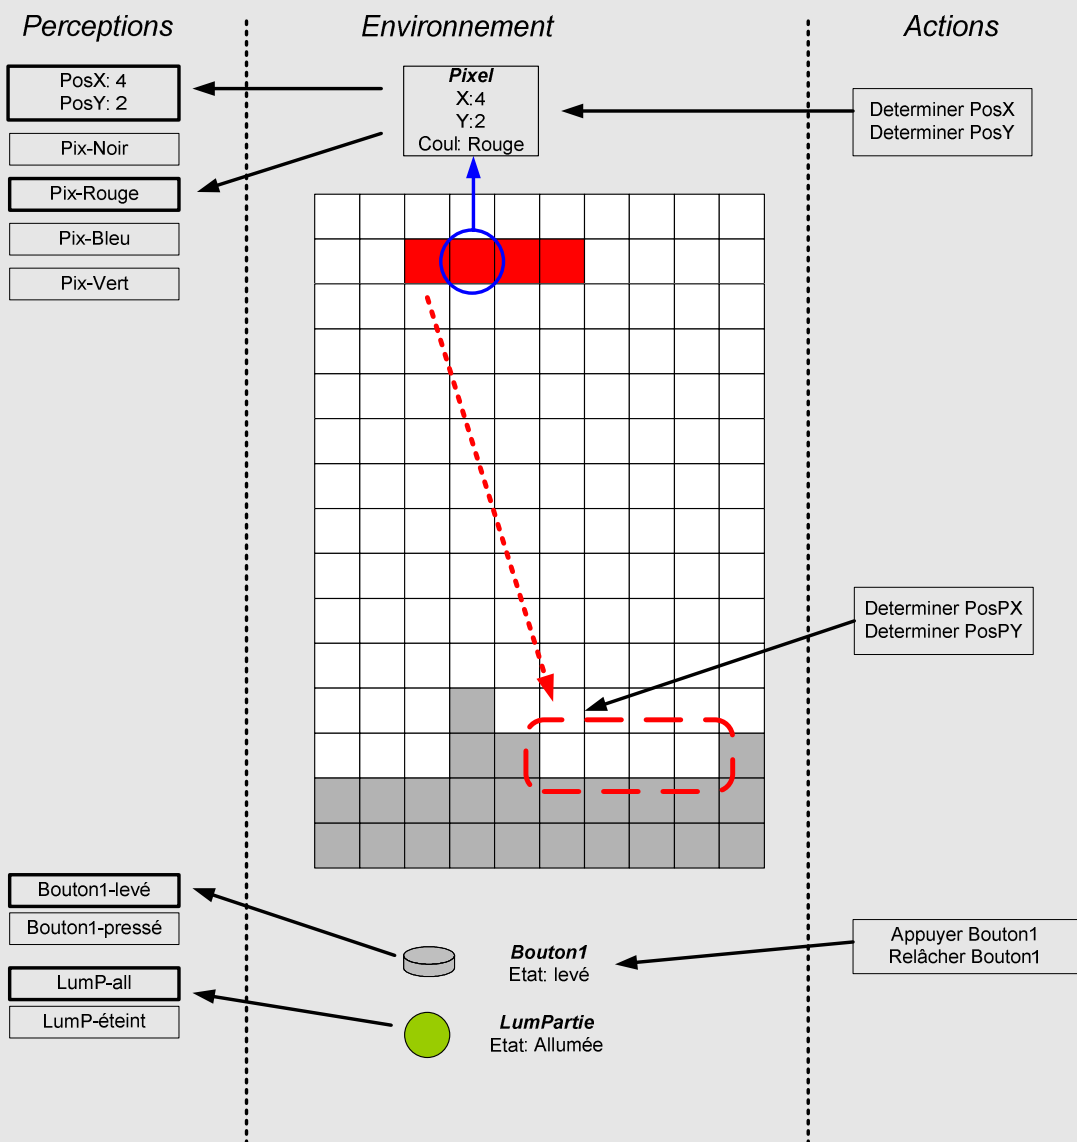 Perceptions
Environnement
Actions
PosX: 4
PosY: 2
Pix-Noir
Pix-Rouge
Pix-Bleu
Pix-Vert
Pixel
X:4
Y:2
Coul: Rouge
Determiner PosX
Determiner PosY
Determiner PosPX
Determiner PosPY
Bouton1-levé
Bouton1-pressé
LumP-all
LumP-éteint
Bouton1
Etat: levé
LumPartie
Etat: Allumée
Appuyer Bouton1
Relâcher Bouton1